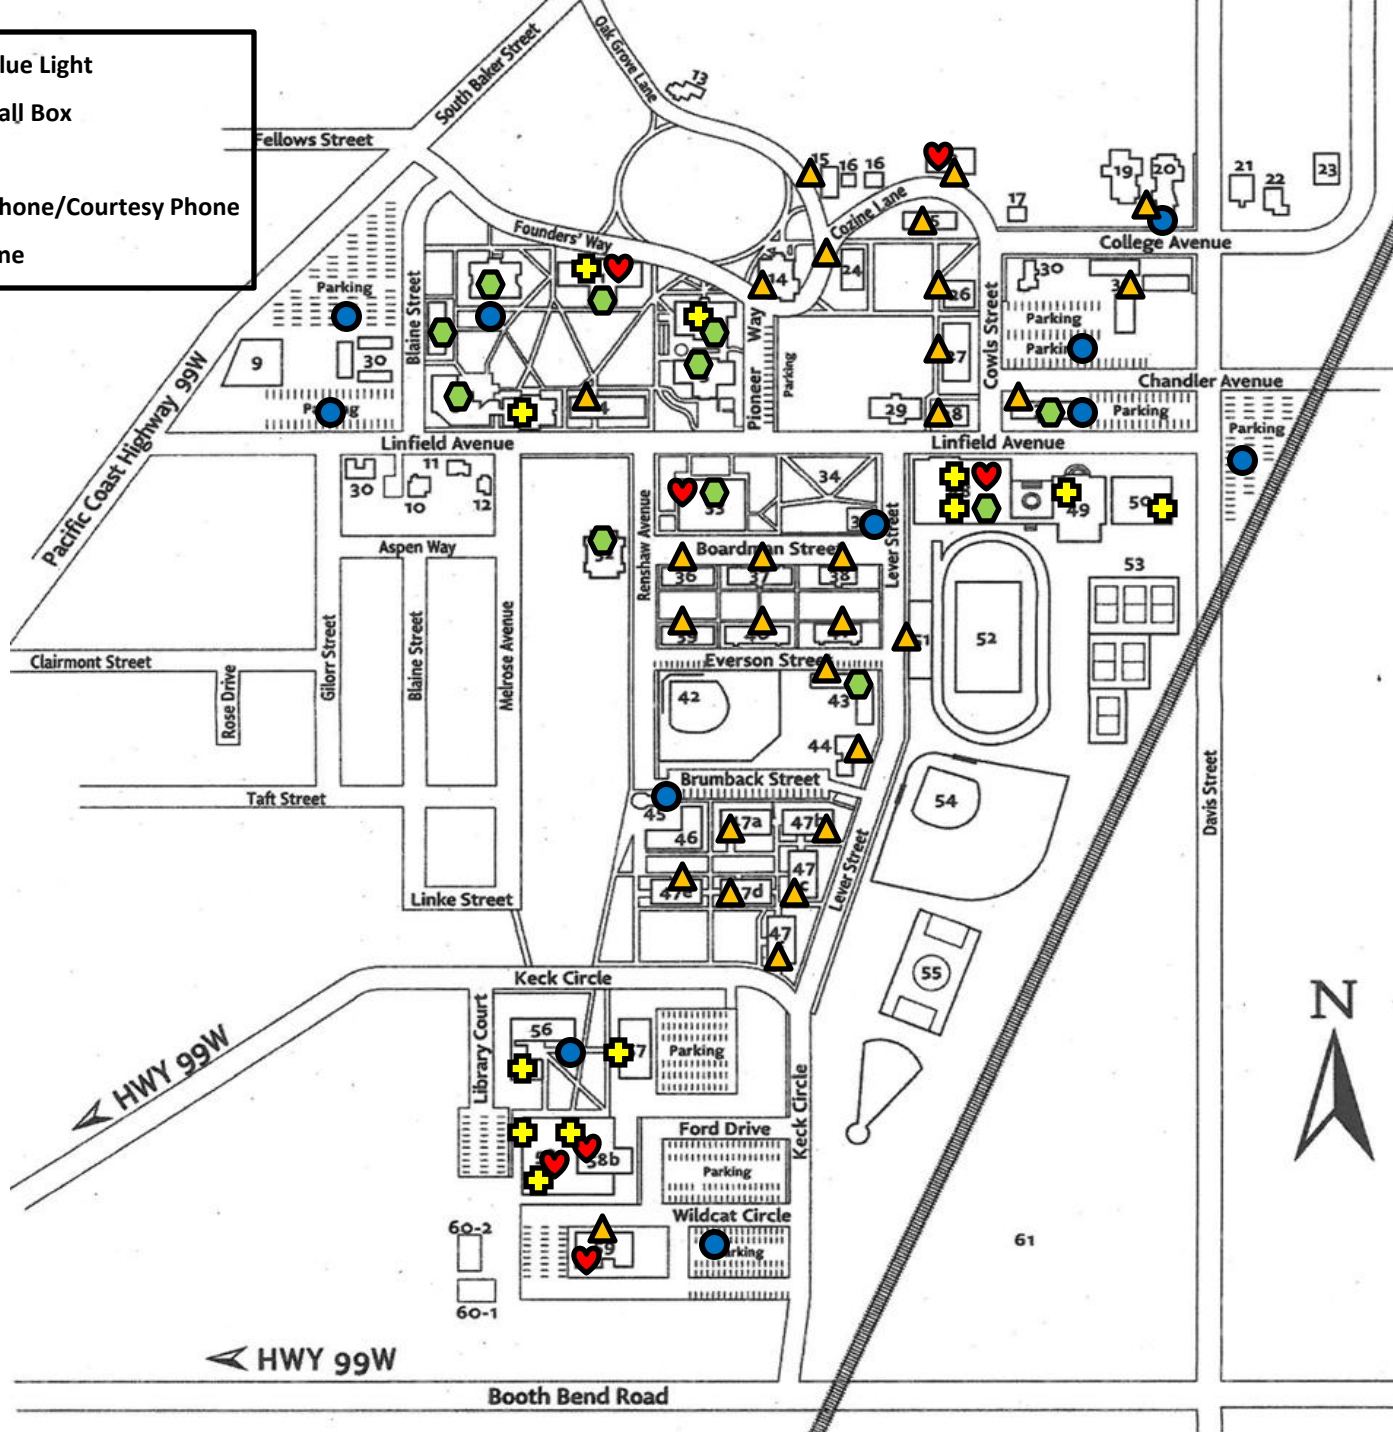 lue Light
all Box
hone/Courtesy Phone
ne
South Baker Street
Oak Grove Lane
13
Fellows Street
15
16
16
Cozine Lane
17
19
20
21
22
23
College Avenue
Founders' Way
Parking
Blaine Street
14
24
26
30
Parking
Parking
Cowls Street
Pioneer Way
Parking
9
30
Pacific Coast Highway 99W
Chandler Avenue
29
Parking
Parking
Linfield Avenue
Linfield Avenue
30
11
10
12
34
49
50
Aspen Way
Renshaw Avenue
Boardman Street
Lever Street
36
37
38
53
52
Clairmont Street
Rose Drive
Gilorr Street
Blaine Street
Melrose Avenue
Everson Street
42
43
44
Brumback Street
Taft Street
45
46
47a
47b
54
Davis Street
47
47e
47d
Lever Street
Linke Street
47
Keck Circle
55
N
HWY 99W
Library Court
56
57
Parking
Keck Circle
Ford Drive
58b
Parking
Wildcat Circle
60-2
59
Parking
61
60-1
HWY 99W
Booth Bend Road